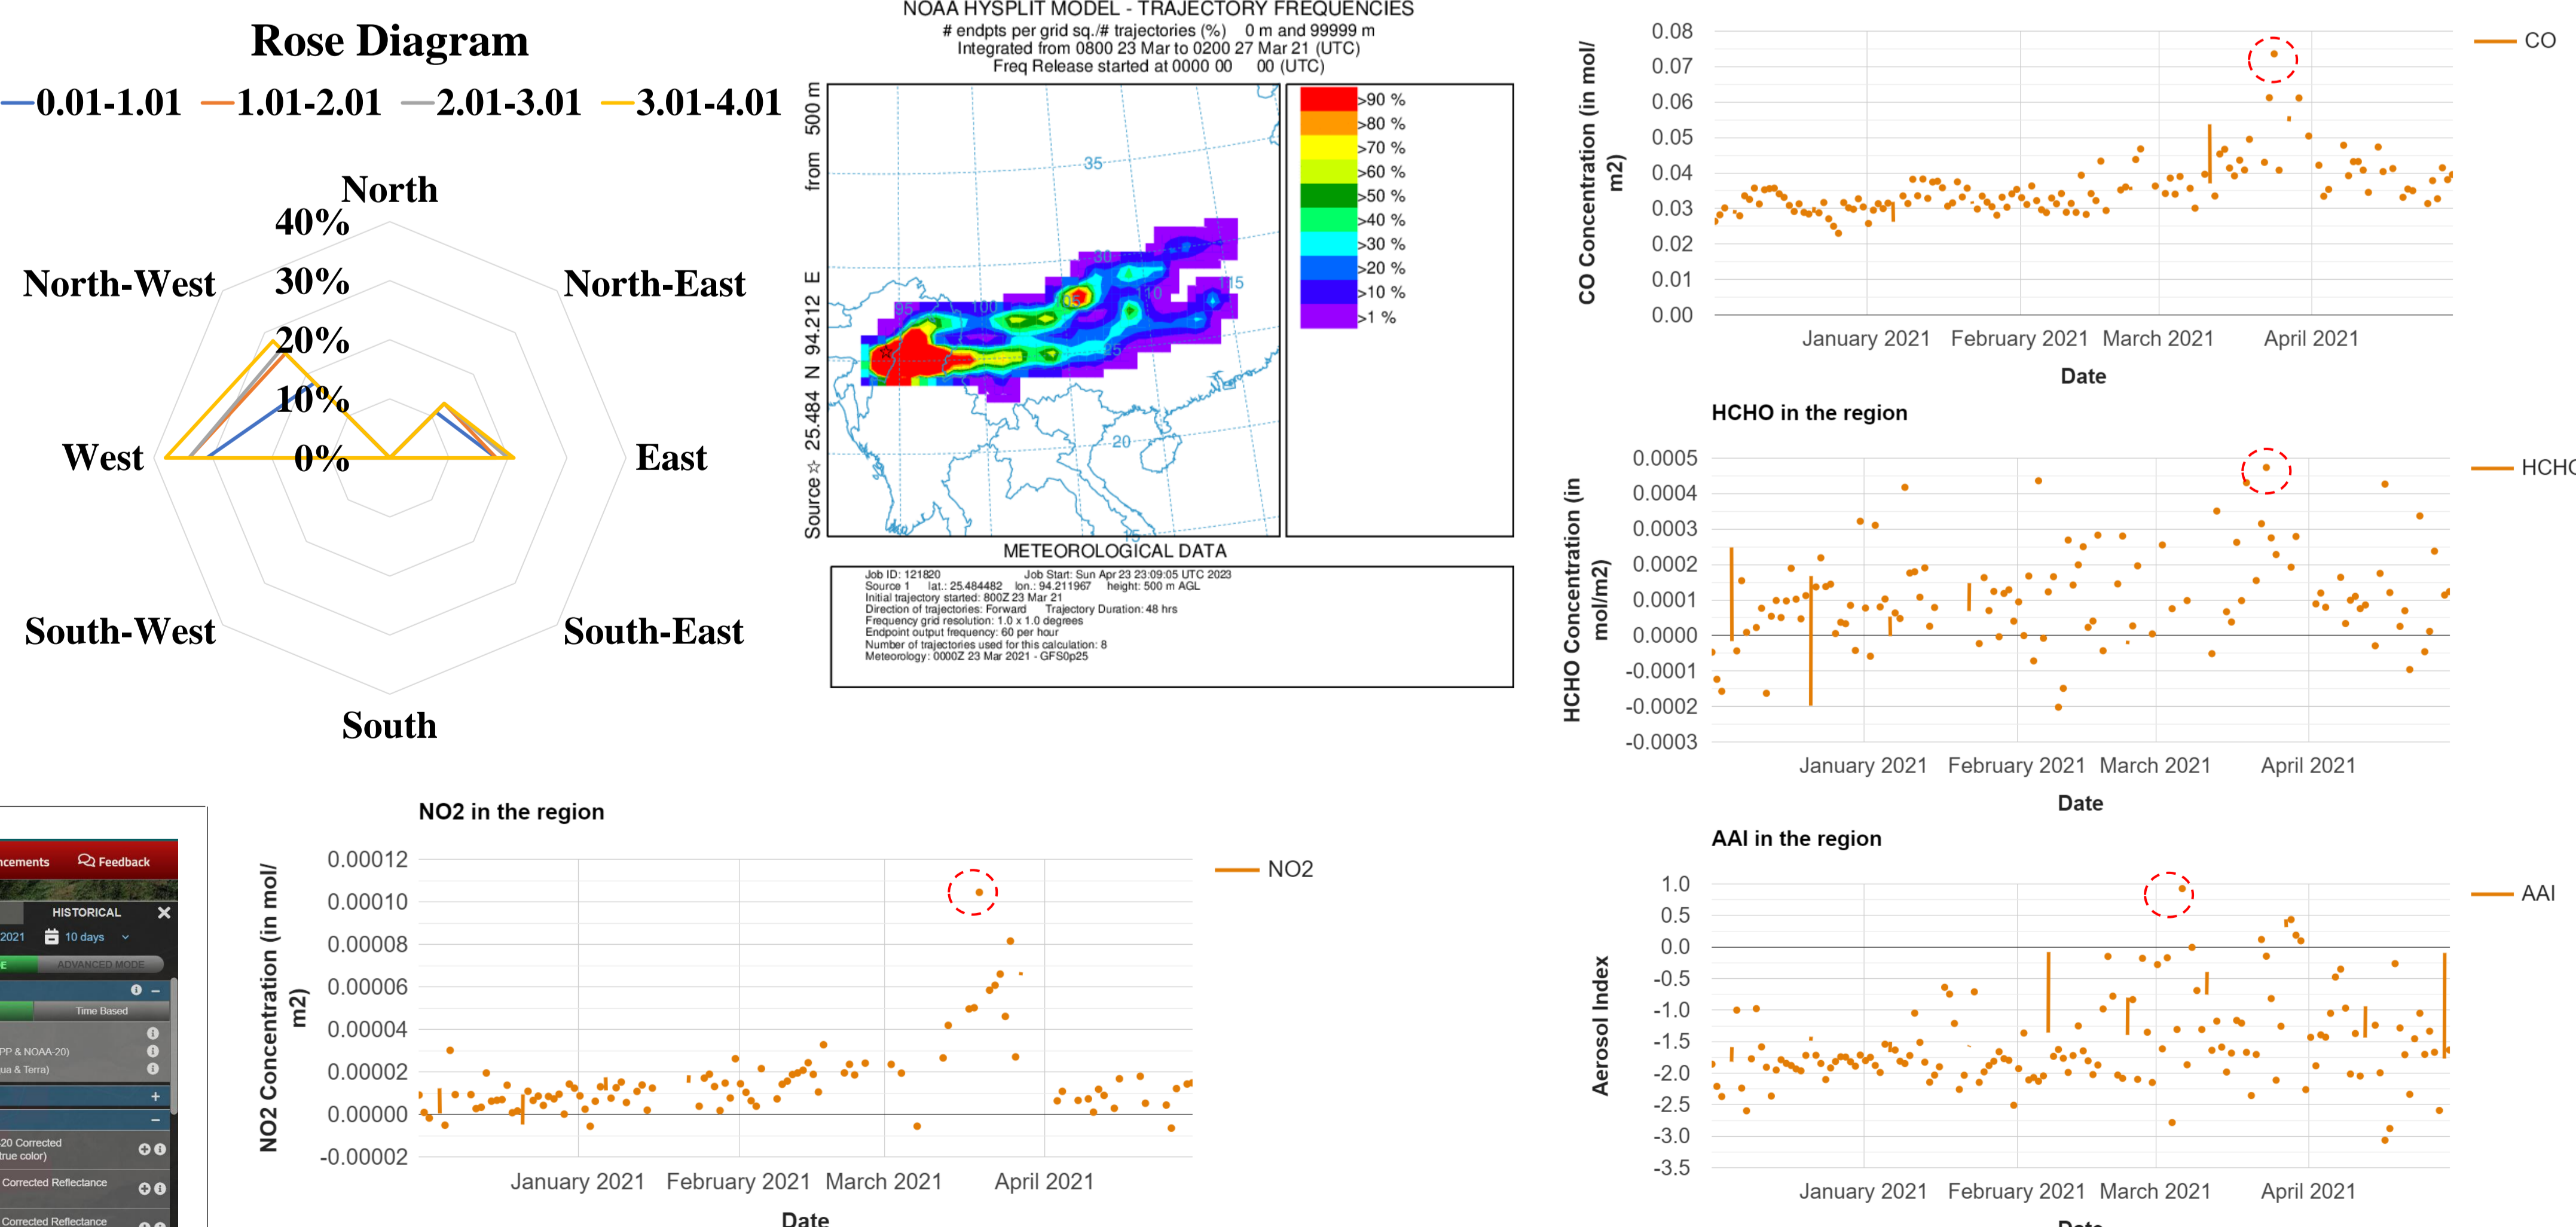 Rose Diagram
0.01-1.01 1.01-2.01 2.01-3.01 3.01-4.01
North
40%
North-West
North-East
30%
20%
10%
West
0%
East
South-West
South-East
South
NOAA HYSPLIT MODEL - TRAJECTORY FREQUENCIES
# endpts per grid sq./# trajectories (%) 0 m and 99999 m
Integrated from 0800 23 Mar to 0200 27 Mar 21 (UTC)
Freq Release started at 0000 00 00 (UTC)
Source ☆ 25.484 N 94.212 E from 500 m
35
30
115
110
105
100
95
25
20
15
>90 %
>80 %
>70 %
>60 %
>50 %
>40 %
>30 %
>20 %
>10 %
>1 %
METEOROLOGICAL DATA
Job ID: 121820 Job Start: Sun Apr 23 23:09:05 UTC 2023
Source 1 lat.: 25.484482 lon.: 94.211967 height: 500 m AGL
Initial trajectory started: 800Z 23 Mar 21
Direction of trajectories: Forward Trajectory Duration: 48 hrs
Frequency grid resolution: 1.0 x 1.0 degrees
Endpoint output frequency: 60 per hour
Number of trajectories used for this calculation: 8
Meteorology: 0000Z 23 Mar 2021 - GFS0p25
CO Concentration (in mol/
m2)
0.08
0.07
0.06
0.05
0.04
0.03
0.02
0.01
0.00
CO
January 2021 February 2021 March 2021 April 2021
Date
HCHO in the region
HCHO Concentration (in
mol/m2)
0.0005
0.0004
0.0003
0.0002
0.0001
0.0000
-0.0001
-0.0002
-0.0003
HCHO
January 2021 February 2021 March 2021 April 2021
Date
ncements Feedback
HISTORICAL
2021 10 days
E ADVANCED MODE
Time Based
PP & NOAA-20)
ua & Terra)
20 Corrected
true color)
Corrected Reflectance
Corrected Reflectance
NO2 in the region
NO2 Concentration (in mol/
m2)
0.00012
0.00010
0.00008
0.00006
0.00004
0.00002
0.00000
-0.00002
NO2
January 2021 February 2021 March 2021 April 2021
Date
AAI in the region
Aerosol Index
1.0
0.5
0.0
-0.5
-1.0
-1.5
-2.0
-2.5
-3.0
-3.5
AAI
January 2021 February 2021 March 2021 April 2021
Date